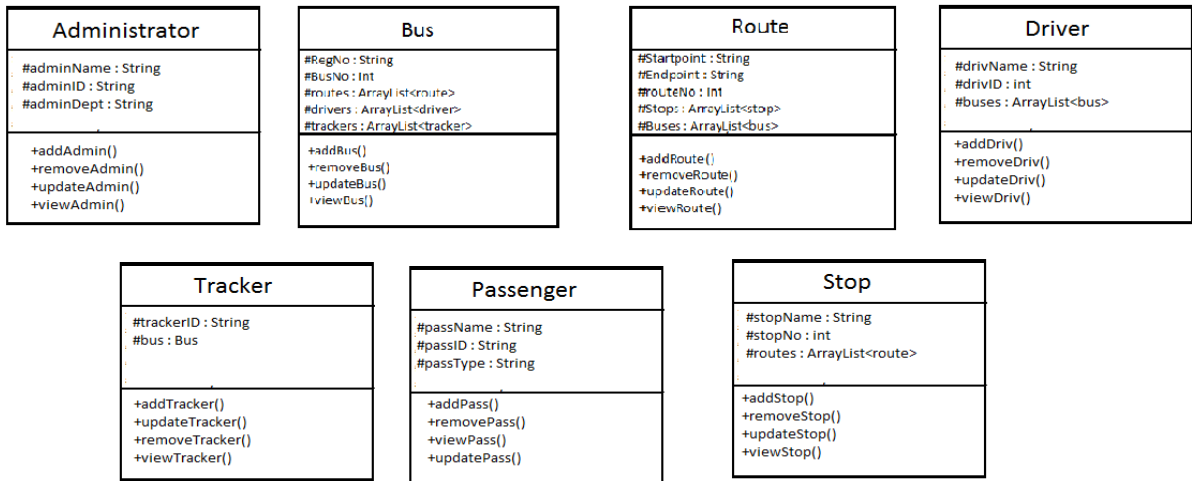 Administrator
#adminName : String
#adminID : String
#adminDept : String
+addAdmin()
+removeAdmin()
+updateAdmin()
+viewAdmin()
Bus
#RegNo : String
#BusNo : Int
#routes : ArrayList<route>
#drivers : ArrayList<driver>
#trackers : ArrayList<tracker>
+addBus()
+removeBus()
+updateBus()
+viewBus()
Route
#Startpoint : String
#Endpoint : String
#routeNo : Int
#Stops : ArrayList<stop>
#Buses : ArrayList<bus>
+addRoute()
+removeRoute()
+updateRoute()
+viewRoute()
Driver
#drivName : String
#drivID : int
#buses : ArrayList<bus>
+addDriv()
+removeDriv()
+updateDriv()
+viewDriv()
Tracker
#trackerID : String
#bus : Bus
+addTracker()
+updateTracker()
+removeTracker()
+viewTracker()
Passenger
#passName : String
#passID : String
#passType : String
+addPass()
+removePass()
+viewPass()
+updatePass()
Stop
#stopName : String
#stopNo : int
#routes : ArrayList<route>
+addStop()
+removeStop()
+updateStop()
+viewStop()